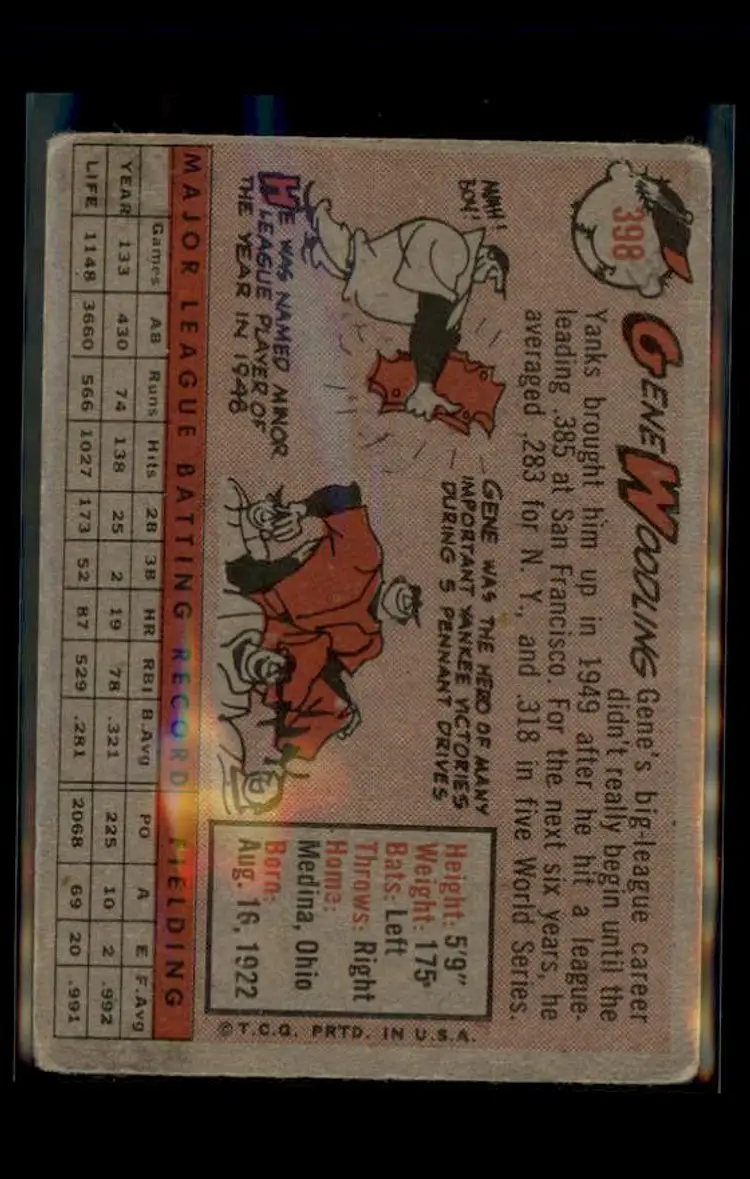 398
GENE WOODLING
Gene's big-league career
didn't really begin until the
Yanks brought him up in 1949 after he hit a league-
leading .385 at San Francisco. For the next six years, he
averaged .283 for N. Y., and .318 in five World Series.
MAH!
BOY!
HE WAS NAMED MINOR
LEAGUE PLAYER OF
THE YEAR IN 1948
GENE WAS THE HERO OF MANY
IMPORTANT YANKEE VICTORIES
DURING 5 PENNANT DRIVES
Height: 5'9"
Weight: 175
Bats: Left
Throws: Right
Home:
Medina, Ohio
Born:
Aug. 16, 1922
©T.C.G. PRTD. IN U.S.A.
MAJOR LEAGUE BATTING RECORD FIELDING
Games AB Runs Hits 2B 3B HR RBI B.Avg PO A E F.Avg
YEAR 133 430 74 138 25 2 19 78 .321 225 10 2 .992
LIFE 1148 3660 566 1027 173 52 87 529 .281 2068 69 20 .991